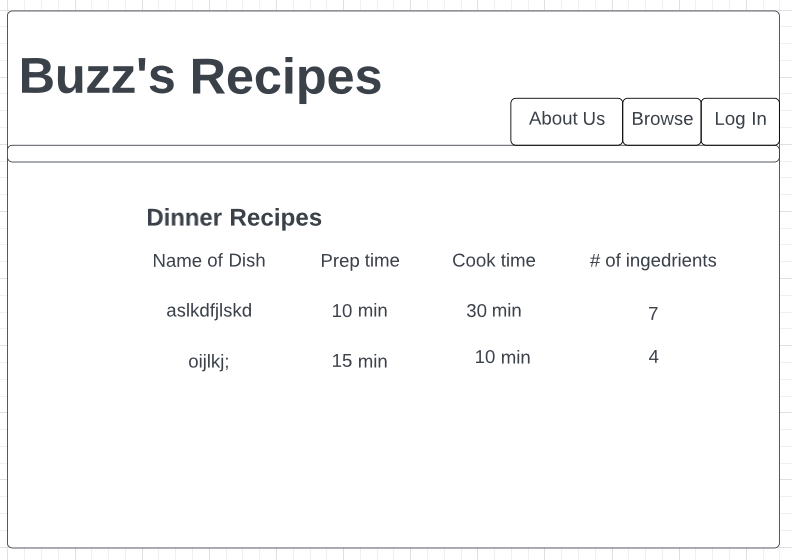 Buzz's Recipes
About Us Browse Log In
Dinner Recipes
Name of Dish Prep time Cook time # of ingedrients
aslkdfjlskd 10 min 30 min 7
oijlkj; 15 min 10 min 4